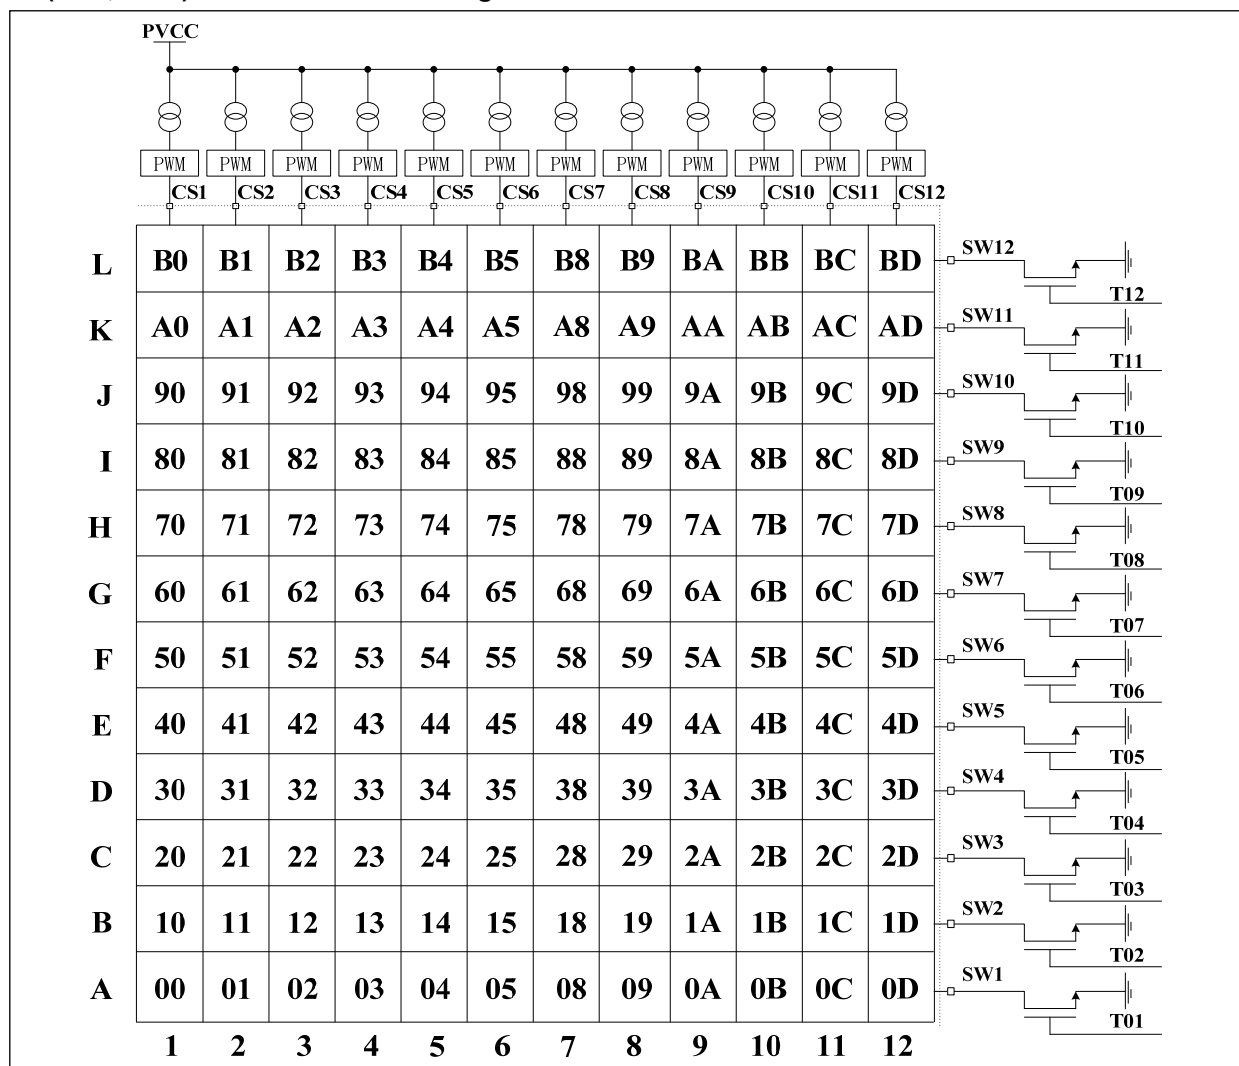 PVCC
PWM PWM PWM PWM PWM PWM PWM PWM PWM PWM PWM PWM
CS1 CS2 CS3 CS4 CS5 CS6 CS7 CS8 CS9 CS10 CS11 CS12
L B0 B1 B2 B3 B4 B5 B8 B9 BA BB BC BD SW12
T12
K A0 A1 A2 A3 A4 A5 A8 A9 AA AB AC AD SW11
T11
J 90 91 92 93 94 95 98 99 9A 9B 9C 9D SW10
T10
I 80 81 82 83 84 85 88 89 8A 8B 8C 8D SW9
T09
H 70 71 72 73 74 75 78 79 7A 7B 7C 7D SW8
T08
G 60 61 62 63 64 65 68 69 6A 6B 6C 6D SW7
T07
F 50 51 52 53 54 55 58 59 5A 5B 5C 5D SW6
T06
E 40 41 42 43 44 45 48 49 4A 4B 4C 4D SW5
T05
D 30 31 32 33 34 35 38 39 3A 3B 3C 3D SW4
T04
C 20 21 22 23 24 25 28 29 2A 2B 2C 2D SW3
T03
B 10 11 12 13 14 15 18 19 1A 1B 1C 1D SW2
T02
A 00 01 02 03 04 05 08 09 0A 0B 0C 0D SW1
T01
1 2 3 4 5 6 7 8 9 10 11 12